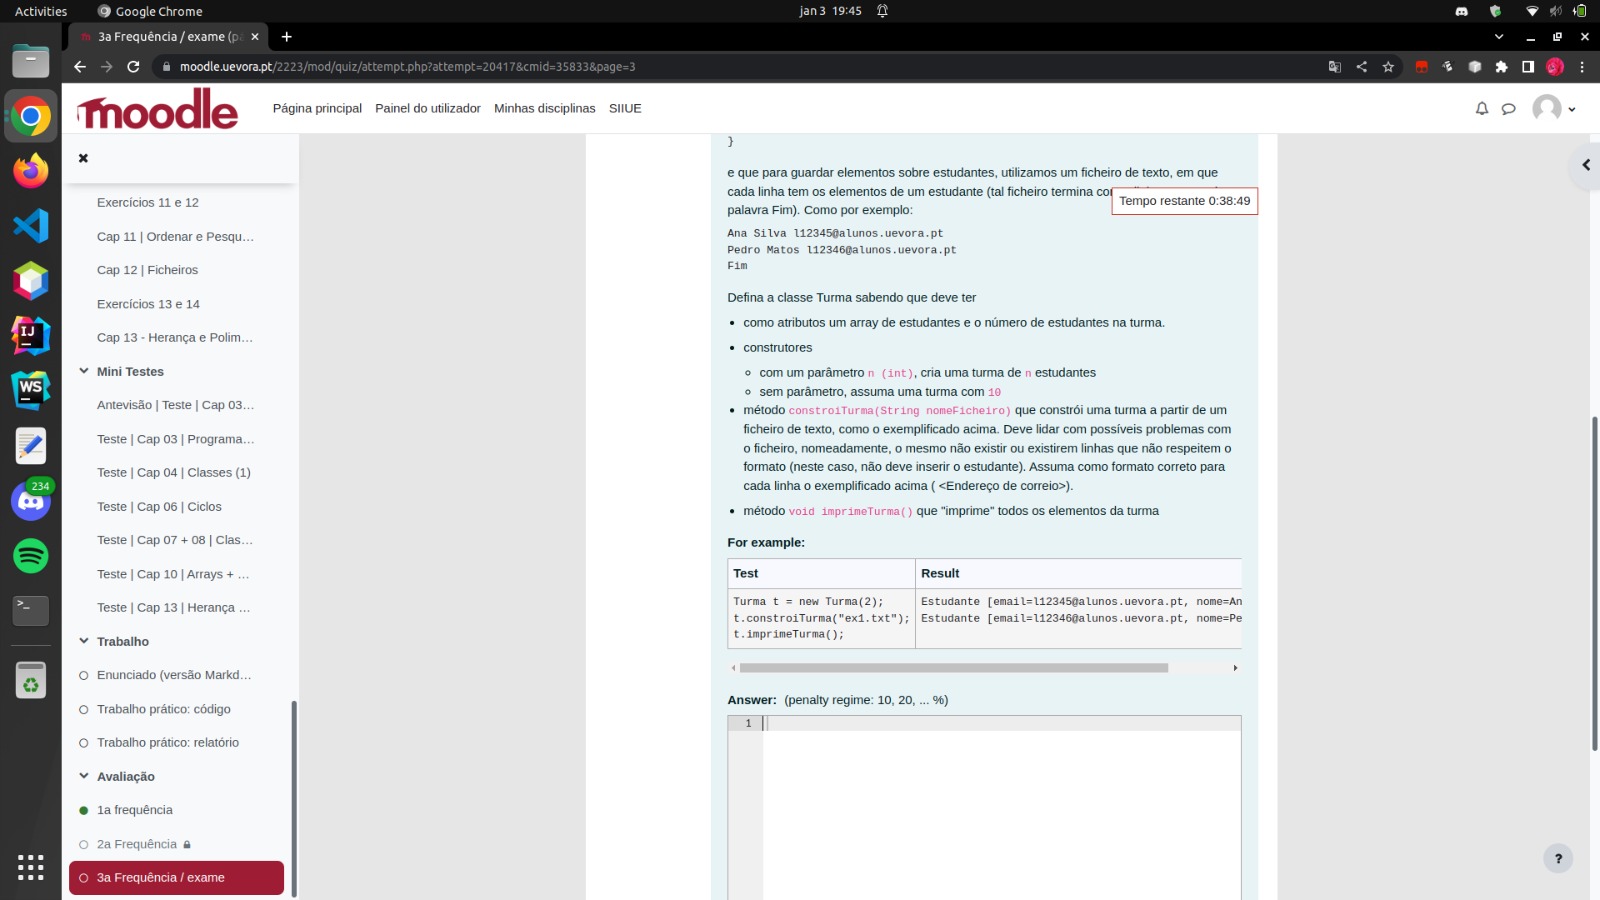 Activities
Google Chrome
jan 3 19:45
3a Frequência / exame (pá
moodle.uevora.pt/2223/mod/quiz/attempt.php?attempt=20417&cmid=35833&page=3
moodle
Página principal
Painel do utilizador
Minhas disciplinas
SIIUE
Exercícios 11 e 12
Cap 11 | Ordenar e Pesqu...
Cap 12 | Ficheiros
Exercícios 13 e 14
Cap 13 - Herança e Polim...
Mini Testes
Antevisão | Teste | Cap 03...
Teste | Cap 03 | Programa...
Teste | Cap 04 | Classes (1)
Teste | Cap 06 | Ciclos
Teste | Cap 07 + 08 | Clas...
Teste | Cap 10 | Arrays + ...
Teste | Cap 13 | Herança ...
Trabalho
Enunciado (versão Markd...
Trabalho prático: código
Trabalho prático: relatório
Avaliação
1a frequência
2a Frequência
3a Frequência / exame
IJ
WS
234
}
e que para guardar elementos sobre estudantes, utilizamos um ficheiro de texto, em que
cada linha tem os elementos de um estudante (tal ficheiro termina
Tempo restante 0:38:49
palavra Fim). Como por exemplo:
Ana Silva l12345@alunos.uevora.pt
Pedro Matos l12346@alunos.uevora.pt
Fim
Defina a classe Turma sabendo que deve ter
• como atributos um array de estudantes e o número de estudantes na turma.
• construtores
◦ com um parâmetro n (int), cria uma turma de n estudantes
◦ sem parâmetro, assuma uma turma com 10
• método constroiTurma(String nomeFicheiro) que constrói uma turma a partir de um
ficheiro de texto, como o exemplificado acima. Deve lidar com possíveis problemas com
o ficheiro, nomeadamente, o mesmo não existir ou existirem linhas que não respeitem o
formato (neste caso, não deve inserir o estudante). Assuma como formato correto para
cada linha o exemplificado acima ( <Endereço de correio>).
• método void imprimeTurma() que "imprime" todos os elementos da turma
For example:
Test
Result
Turma t = new Turma(2);
t.constroiTurma("ex1.txt");
t.imprimeTurma();
Estudante [email=l12345@alunos.uevora.pt, nome=An
Estudante [email=l12346@alunos.uevora.pt, nome=Pe
Answer: (penalty regime: 10, 20, ... %)
1
?